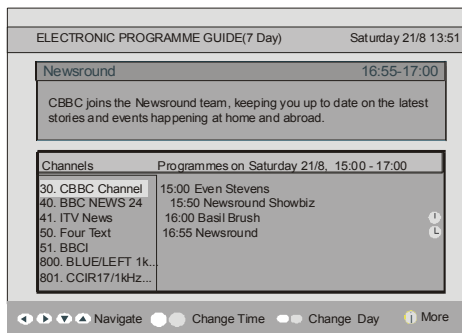 ELECTRONIC PROGRAMME GUIDE(7 Day) Saturday 21/8 13:51
Newsround 16:55-17:00
CBBC joins the Newsround team, keeping you up to date on the latest
stories and events happening at home and abroad.
Channels Programmes on Saturday 21/8, 15:00 - 17:00
30. CBBC Channel 15:00 Even Stevens
40. BBC NEWS 24 15:50 Newsround Showbiz
41. ITV News 16:00 Basil Brush
50. Four Text 16:55 Newsround
51. BBCI
800. BLUE/LEFT 1k...
801. CCIR17/1kHz...
Navigate Change Time Change Day i More